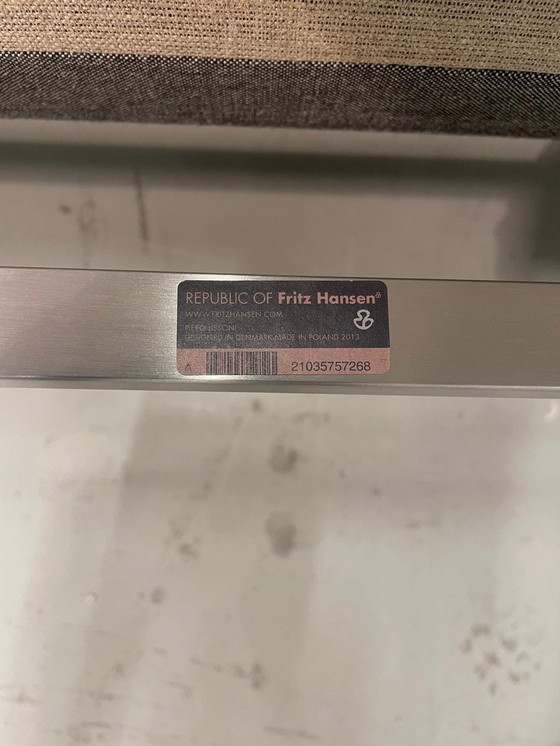 REPUBLIC OF Fritz Hansen®
WWW.FRITZHANSEN.COM
PIERO LISSONI
DESIGNED IN DENMARK.MADE IN POLAND 2013
A
21035757268